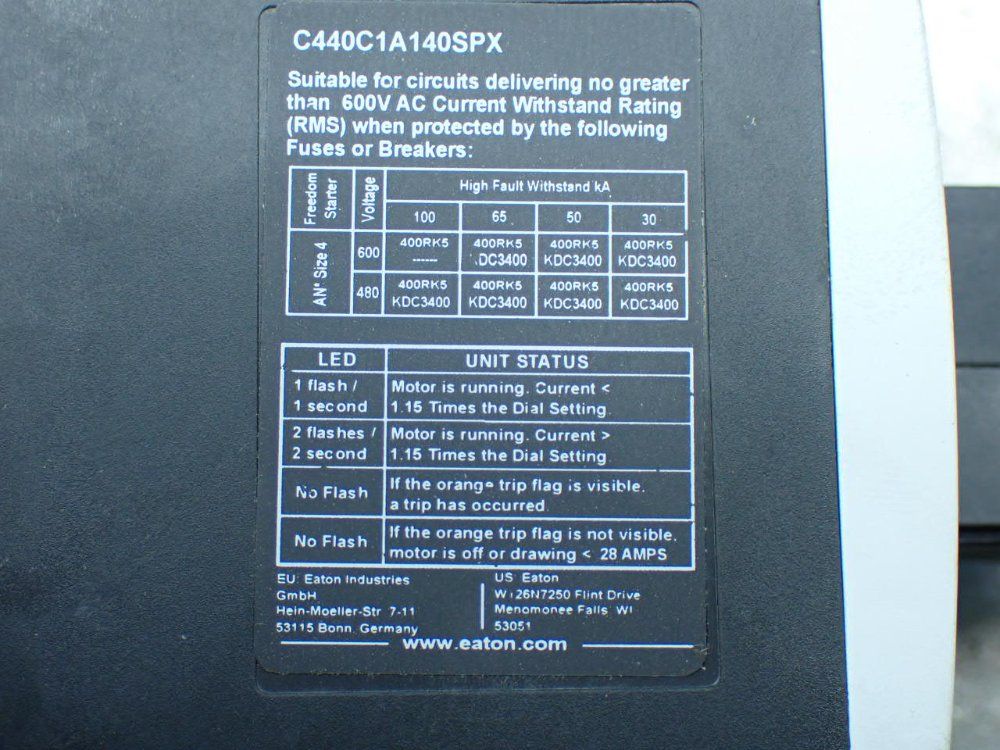 C440C1A140SPX
Suitable for circuits delivering no greater
than 600V AC Current Withstand Rating
(RMS) when protected by the following
Fuses or Breakers:
Freedom Starter Voltage High Fault Withstand kA
100 65 50 30
AN* Size 4
600 400RK5 400RK5 400RK5 400RK5
------ .DC3400 KDC3400 KDC3400
480 400RK5 400RK5 400RK5 400RK5
KDC3400 KDC3400 KDC3400 KDC3400
LED UNIT STATUS
1 flash / Motor is running. Current <
1 second 1.15 Times the Dial Setting.
2 flashes / Motor is running. Current >
2 second 1.15 Times the Dial Setting.
No Flash If the orange trip flag is visible.
a trip has occurred
No Flash If the orange trip flag is not visible.
motor is off or drawing < 28 AMPS
EU: Eaton Industries
GmbH
Hein-Moeller-Str 7-11
53115 Bonn. Germany
US Eaton
W126N7250 Flint Drive
Menomonee Falls WI
53051
www.eaton.com